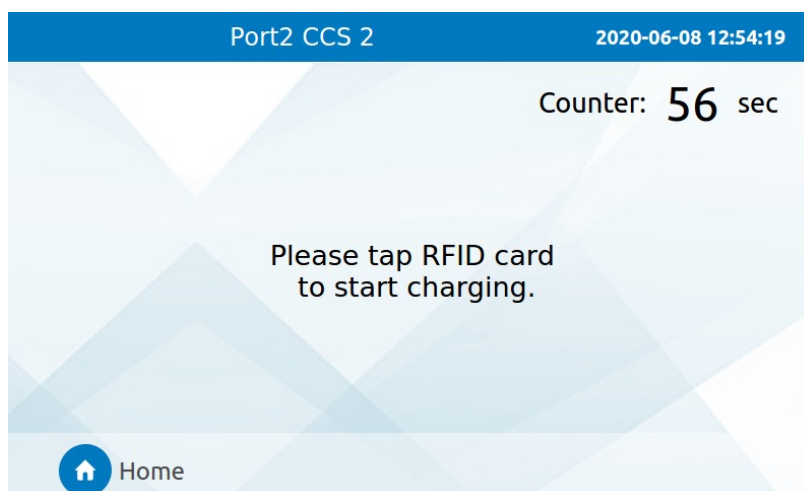 Port2 CCS 2
2020-06-08 12:54:19
Counter: 56 sec
Please tap RFID card
to start charging.
Home